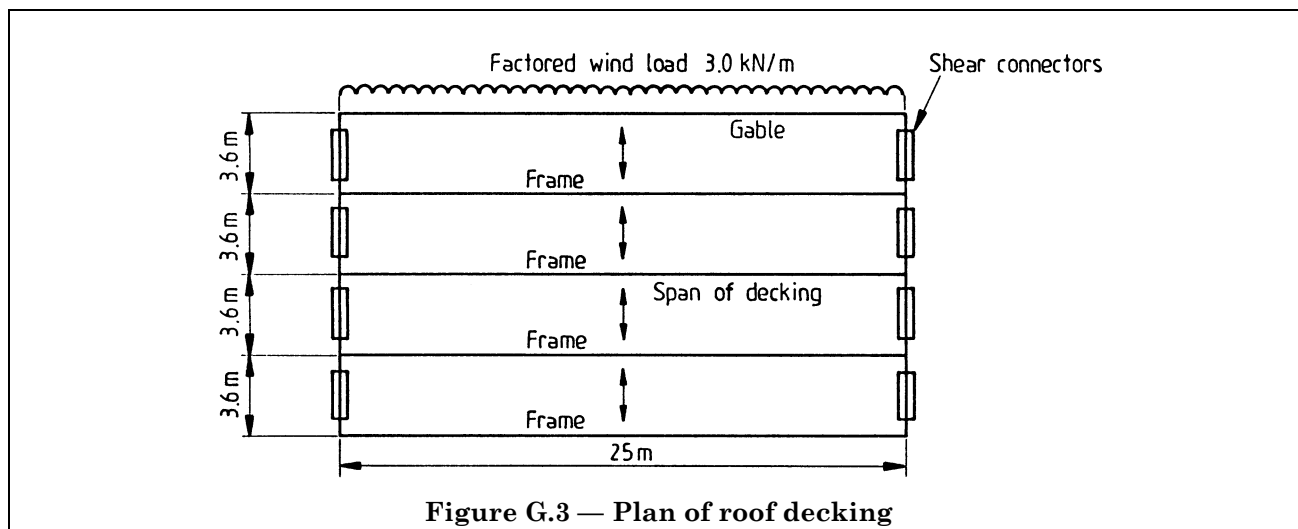 Factored wind load 3.0 kN/m
Shear connectors
3.6 m
Gable
Frame
3.6 m
Frame
3.6 m
Span of decking
Frame
3.6 m
Frame
25 m
Figure G.3 — Plan of roof decking